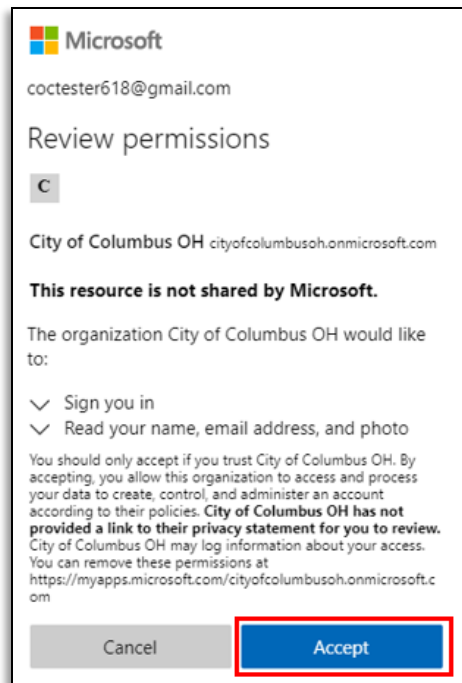 Microsoft
coctester618@gmail.com
Review permissions
C
City of Columbus OH cityofcolumbusoh.onmicrosoft.com
This resource is not shared by Microsoft.
The organization City of Columbus OH would like
to:
Sign you in
Read your name, email address, and photo
You should only accept if you trust City of Columbus OH. By
accepting, you allow this organization to access and process
your data to create, control, and administer an account
according to their policies. City of Columbus OH has not
provided a link to their privacy statement for you to review.
City of Columbus OH may log information about your access.
You can remove these permissions at
https://myapps.microsoft.com/cityofcolumbusoh.onmicrosoft.c
om
Cancel
Accept